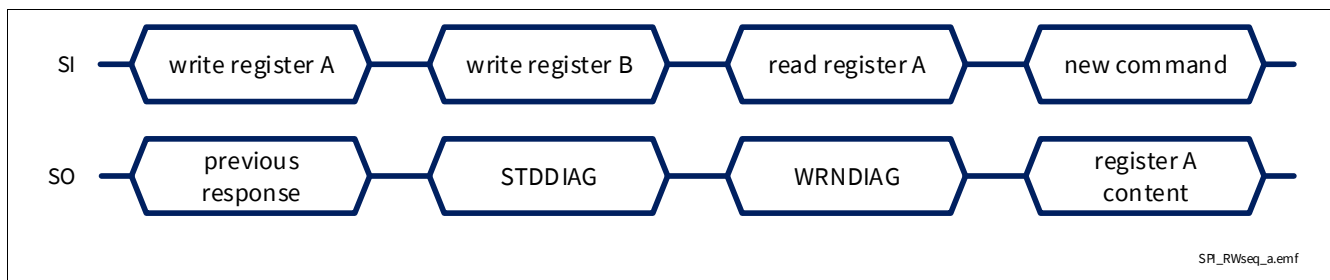 SI
write register A
write register B
read register A
new command
SO
previous
response
STDDIAG
WRNDIAG
register A
content
SPI_RWseq_a.emf